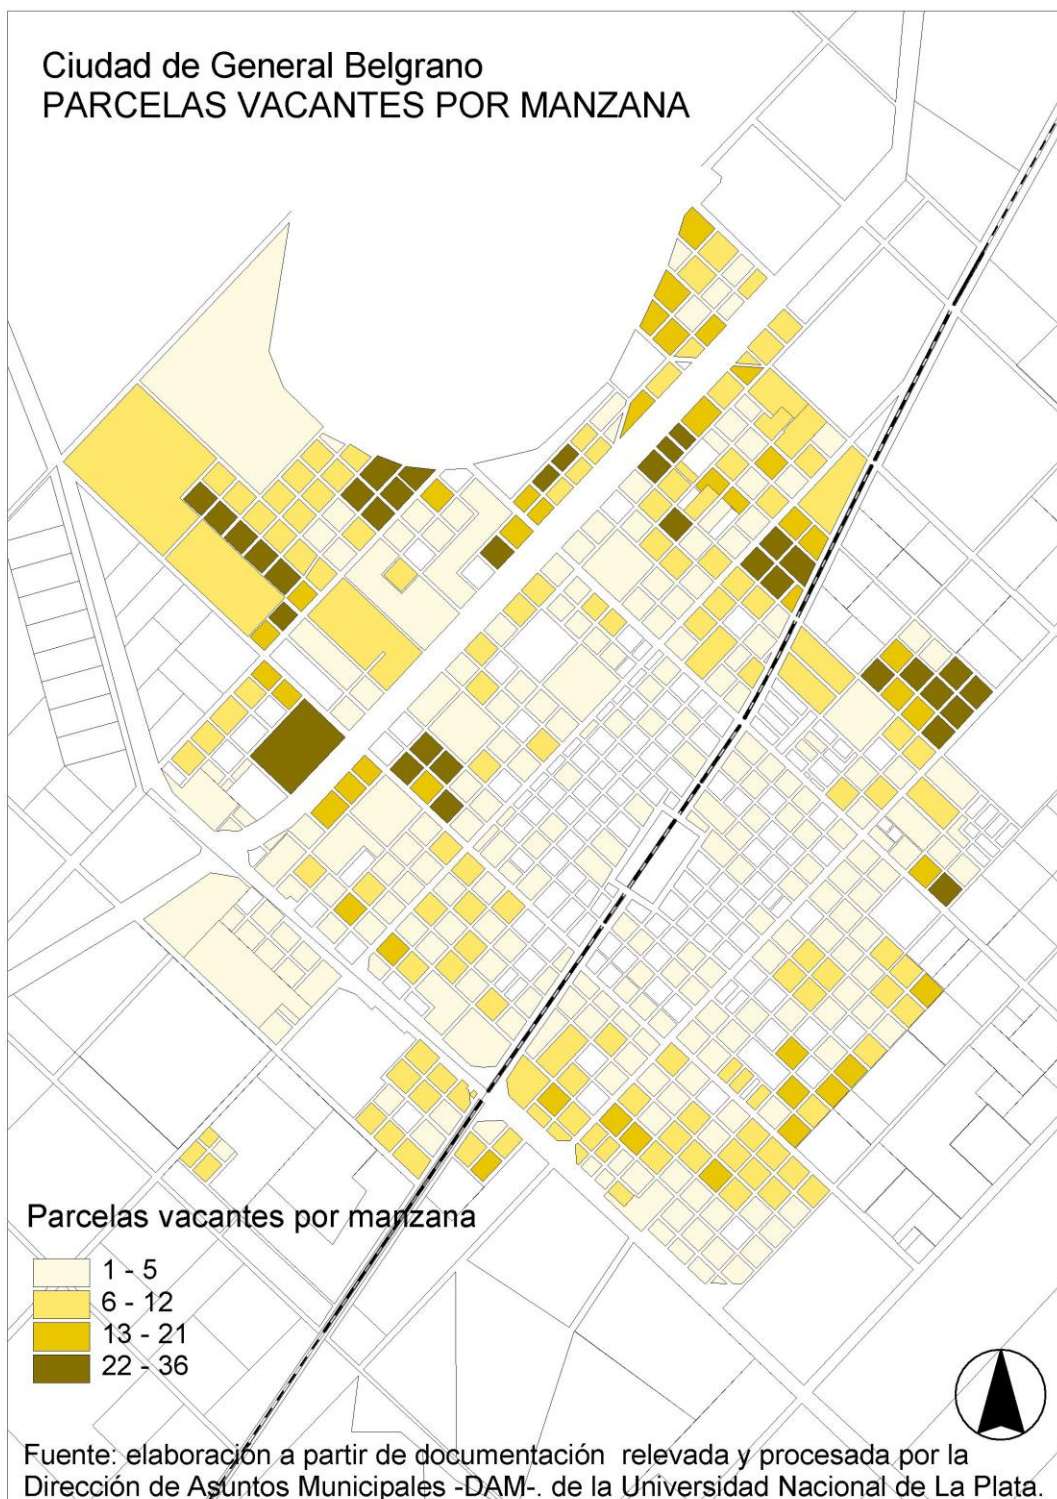 Ciudad de General Belgrano
PARCELAS VACANTES POR MANZANA
Parcelas vacantes por manzana
1 - 5
6 - 12
13 - 21
22 - 36
Fuente: elaboración a partir de documentación relevada y procesada por la
Dirección de Asuntos Municipales -DAM-. de la Universidad Nacional de La Plata.